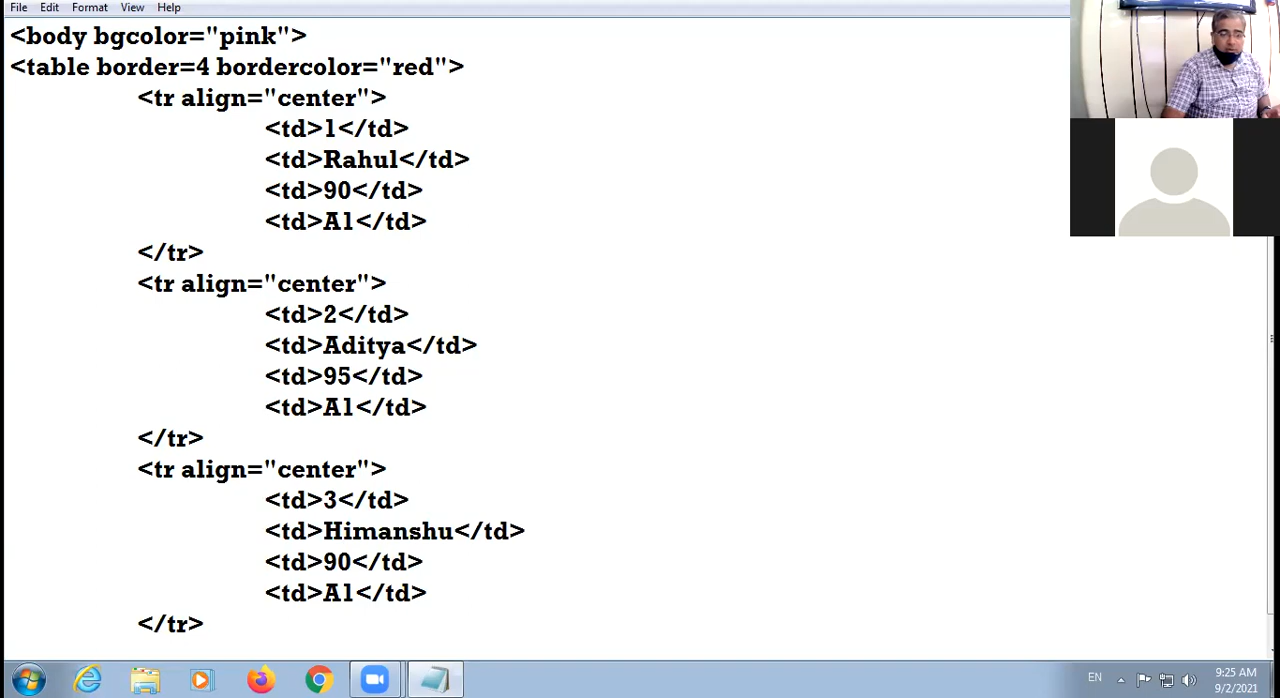 File Edit Format View Help
<body bgcolor="pink">
<table border=4 bordercolor="red">
<tr align="center">
<td>1</td>
<td>Rahul</td>
<td>90</td>
<td>A1</td>
</tr>
<tr align="center">
<td>2</td>
<td>Aditya</td>
<td>95</td>
<td>A1</td>
</tr>
<tr align="center">
<td>3</td>
<td>Himanshu</td>
<td>90</td>
<td>A1</td>
</tr>
EN
9:25 AM
9/2/2021